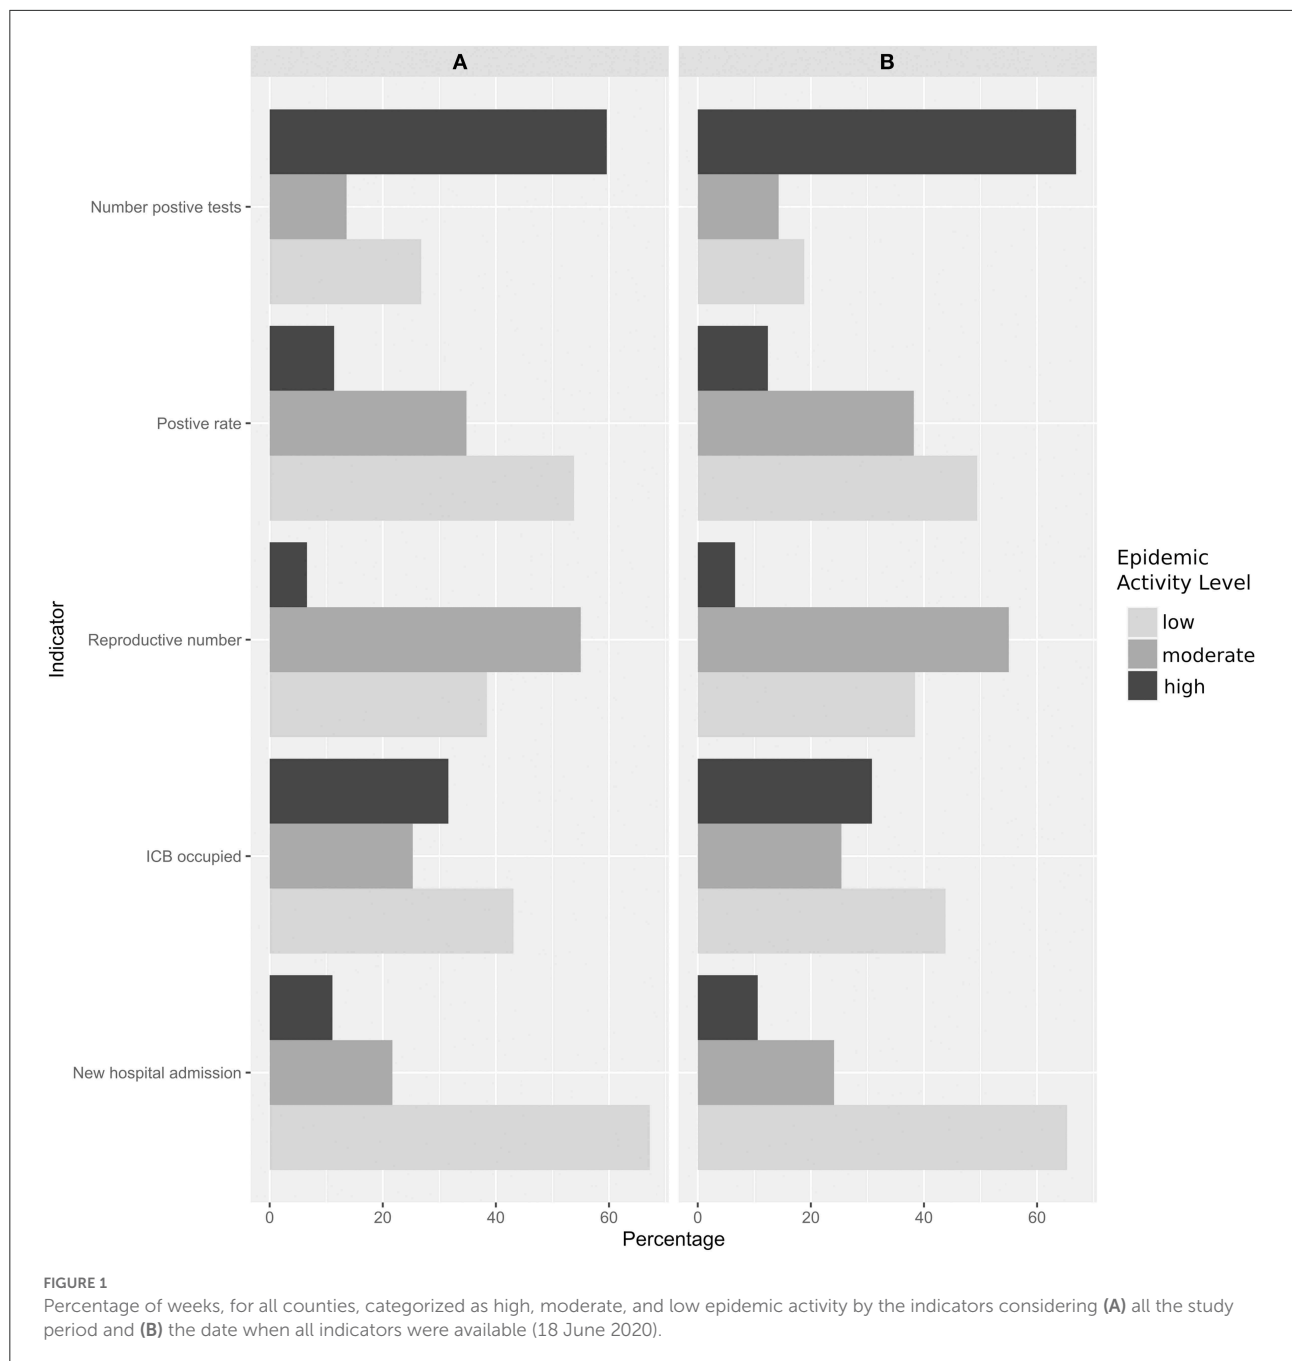 A
B
Number postive tests
Postive rate
Reproductive number
ICB occupied
New hospital admission
Indicator
0
20
40
60
0
20
40
60
Percentage
Epidemic
Activity Level
low
moderate
high
FIGURE 1
Percentage of weeks, for all counties, categorized as high, moderate, and low epidemic activity by the indicators considering (A) all the study
period and (B) the date when all indicators were available (18 June 2020).